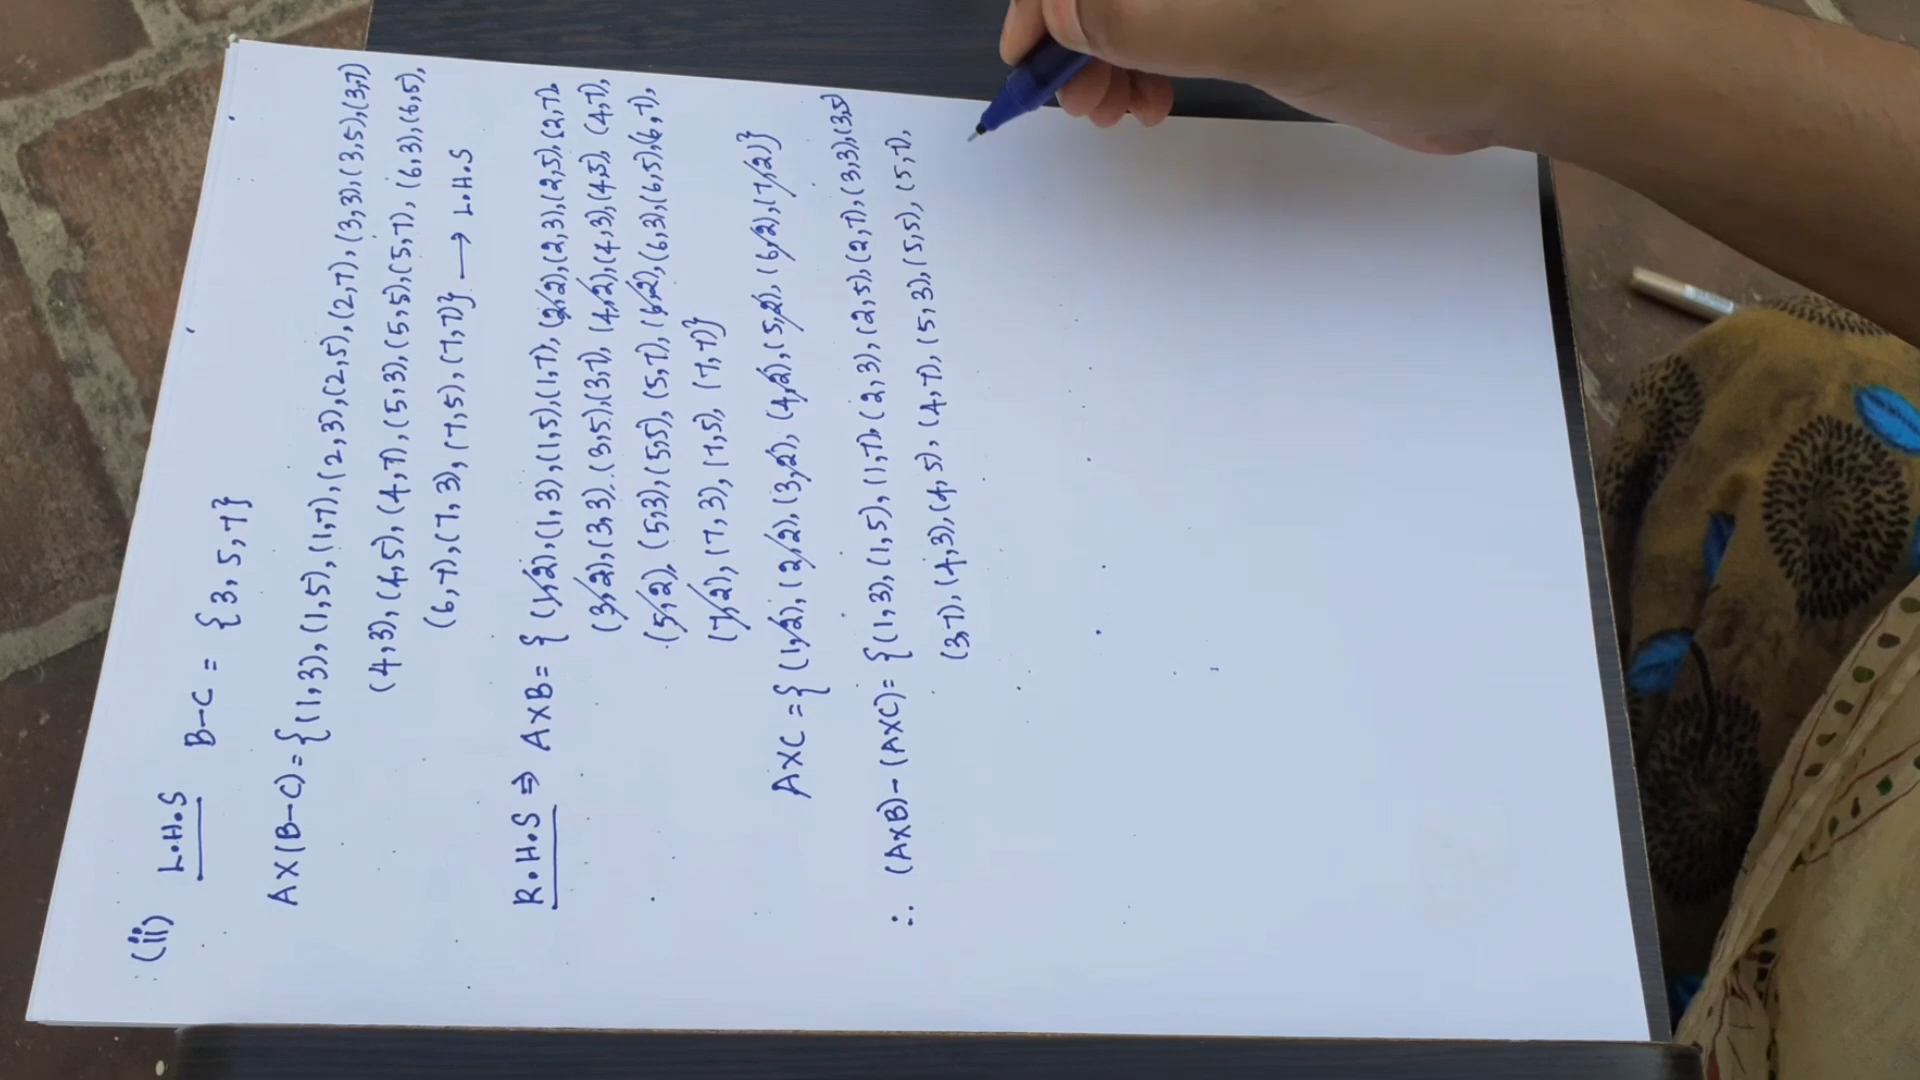 (ii) L.H.S B-C = {3,5,7}
AX(B-C)={(1,3),(1,5),(1,7),(2,3),(2,5),(2,7),(3,3),(3,5),(3,7)
(4,3),(4,5),(4,7),(5,3),(5,5),(5,7),(6,3),(6,5),
(6,7),(7,3),(7,5),(7,7)} → L.H.S
R.H.S ⇒ AXB={(1,2),(1,3),(1,5),(1,7),(2,2),(2,3),(2,5),(2,7)
(3,2),(3,3),(3,5),(3,7),(4,2),(4,3),(4,5),(4,7),
(5,2),(5,3),(5,5),(5,7),(6,2),(6,3),(6,5),(6,7),
(7,2),(7,3),(7,5),(7,7)}
AXC={(1,2),(2,2),(3,2),(4,2),(5,2),(6,2),(7,2)}
∴ (AXB)-(AXC)={(1,3),(1,5),(1,7),(2,3),(2,5),(2,7),(3,3),(3,5)
(3,7),(4,3),(4,5),(4,7),(5,3),(5,5),(5,7),